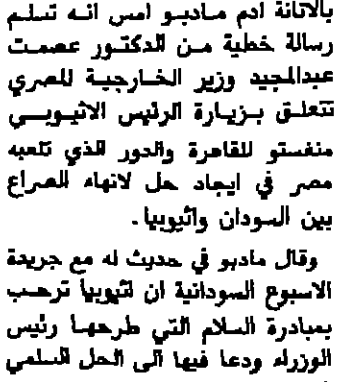 بالانابة ادم مادبو امس انه تسلم
رسالة خطية من الدكتور عصمت
عبدالمجيد وزير الخارجية المصري
تتعلق بزيارة الرئيس الاثيوبي
منغستو للقاهرة والدور الذي تلعبه
مصر في ايجاد حل لانهاء الصراع
بين السودان واثيوبيا .
وقال مادبو في حديث له مع جريدة
الاسبوع السودانية ان اثيوبيا ترحب
بمبادرة السلام التي طرحها رئيس
الوزراء ودعا فيها الى الحل السلمي